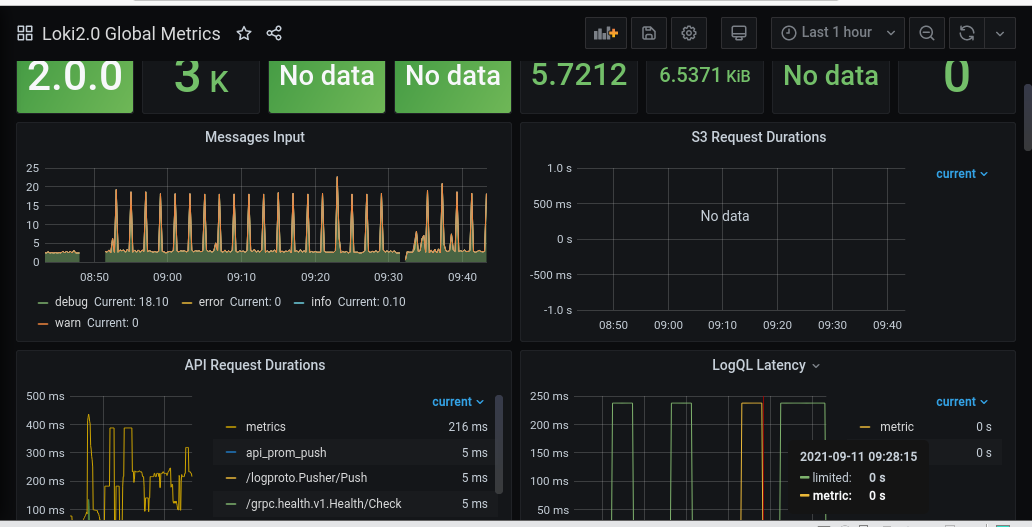 Loki2.0 Global Metrics
Last 1 hour
2.0.0
3 K
No data
No data
5.7212
6.5371 KiB
No data
0
Messages Input
25
20
15
10
5
0
08:50 09:00 09:10 09:20 09:30 09:40
debug Current: 18.10 error Current: 0 info Current: 0.10
warn Current: 0
S3 Request Durations
current
1.0 s
500 ms
0 s
-500 ms
-1.0 s
No data
08:50 09:00 09:10 09:20 09:30 09:40
API Request Durations
500 ms
400 ms
300 ms
200 ms
100 ms
current
metrics 216 ms
api_prom_push 5 ms
/logproto.Pusher/Push 5 ms
/grpc.health.v1.Health/Check 5 ms
LogQL Latency
250 ms
200 ms
150 ms
100 ms
50 ms
current
metric 0 s
0 s
2021-09-11 09:28:15
limited: 0 s
metric: 0 s